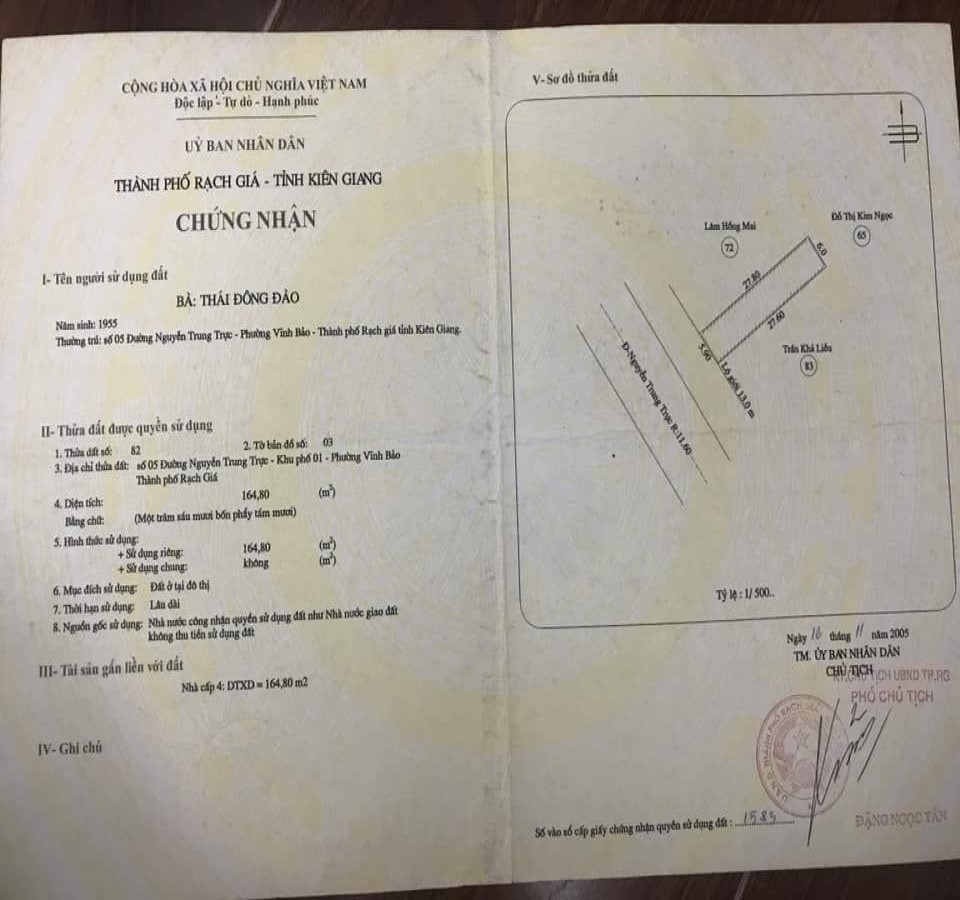 CỘNG HÒA XÃ HỘI CHỦ NGHĨA VIỆT NAM
Độc lập - Tự do - Hạnh phúc
UỶ BAN NHÂN DÂN
THÀNH PHỐ RẠCH GIÁ - TỈNH KIÊN GIANG
CHỨNG NHẬN
I- Tên người sử dụng đất
BÀ: THÁI ĐÔNG ĐÀO
Năm sinh: 1955
Thường trú: số 05 Đường Nguyễn Trung Trực - Phường Vĩnh Bảo - Thành phố Rạch giá tỉnh Kiên Giang.
II- Thửa đất được quyền sử dụng
1. Thửa đất số: 82 2. Tờ bản đồ số: 03
3. Địa chỉ thửa đất: số 05 Đường Nguyễn Trung Trực - Khu phố 01 - Phường Vĩnh Bảo
Thành phố Rạch Giá
4. Diện tích: 164,80 (m²)
Bằng chữ: (Một trăm sáu mươi bốn phẩy tám mươi)
5. Hình thức sử dụng:
+ Sử dụng riêng: 164,80 (m²)
+ Sử dụng chung: không (m²)
6. Mục đích sử dụng: Đất ở tại đô thị
7. Thời hạn sử dụng: Lâu dài
8. Nguồn gốc sử dụng: Nhà nước công nhận quyền sử dụng đất như Nhà nước giao đất
không thu tiền sử dụng đất
III- Tài sản gắn liền với đất
Nhà cấp 4: DTXD = 164,80 m2
IV- Ghi chú
V- Sơ đồ thửa đất
Lâm Hồng Mai
72
Đỗ Thị Kim Ngọc
65
27.80
6.0
27.60
5.90
Trần Khả Liêu
83
Lộ giới 13.0 m
Đ-Nguyễn Trung Trực R:11.60
Tỷ lệ : 1/ 500..
Ngày 16 tháng 11 năm 2005
TM. ỦY BAN NHÂN DÂN
CHỦ TỊCH
KT.CHỦ TỊCH UBND TP.RG
PHÓ CHỦ TỊCH
ĐẶNG NGỌC TÂN
Số vào sổ cấp giấy chứng nhận quyền sử dụng đất : 1583